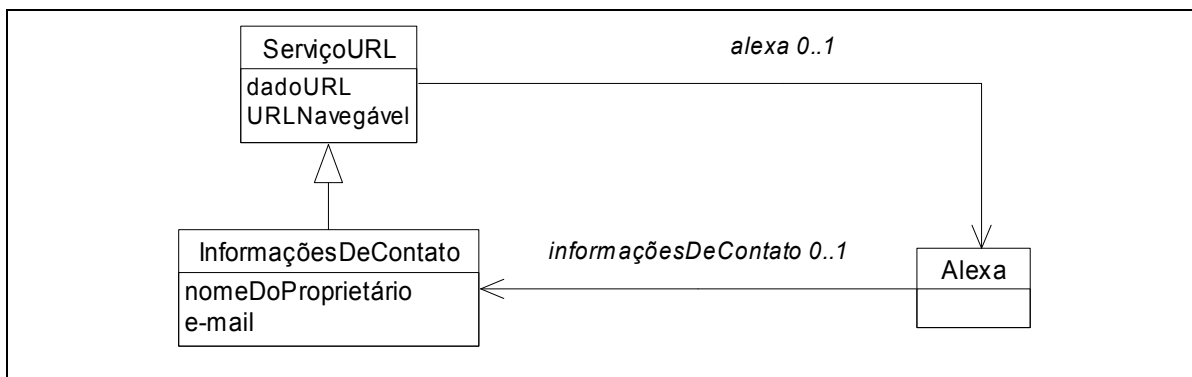 ServiçoURL
dadoURL
URLNavegável
alexa 0..1
InformaçõesDeContato
nomeDoProprietário
e-mail
informaçõesDeContato 0..1
Alexa